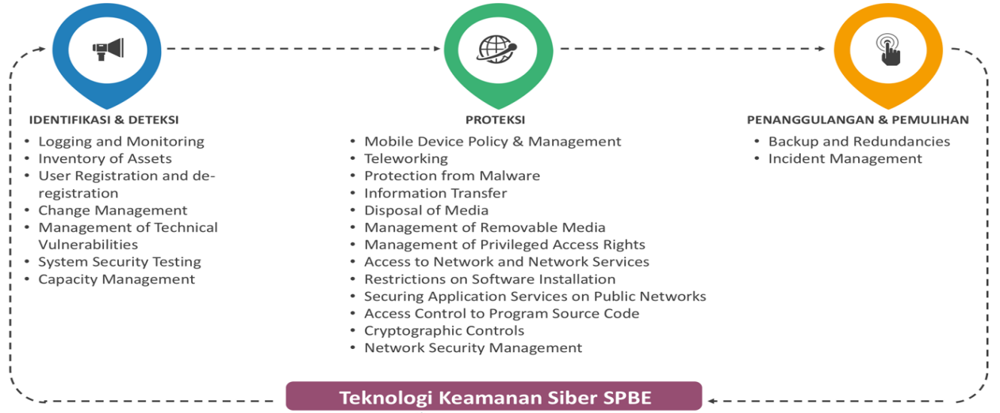 IDENTIFIKASI & DETEKSI
• Logging and Monitoring
• Inventory of Assets
• User Registration and de-
registration
• Change Management
• Management of Technical
Vulnerabilities
• System Security Testing
• Capacity Management
PROTEKSI
• Mobile Device Policy & Management
• Teleworking
• Protection from Malware
• Information Transfer
• Disposal of Media
• Management of Removable Media
• Management of Privileged Access Rights
• Access to Network and Network Services
• Restrictions on Software Installation
• Securing Application Services on Public Networks
• Access Control to Program Source Code
• Cryptographic Controls
• Network Security Management
PENANGGULANGAN & PEMULIHAN
• Backup and Redundancies
• Incident Management
Teknologi Keamanan Siber SPBE